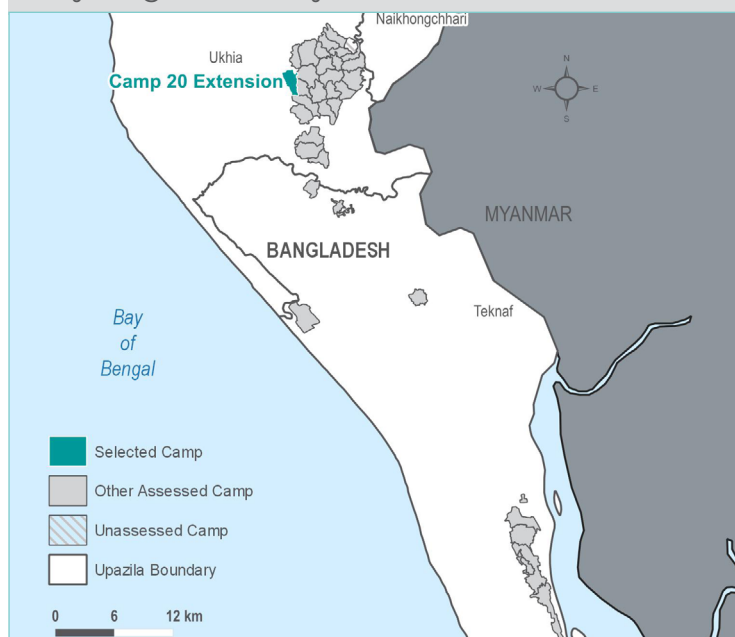 Naikhongchhari
Ukhia
Camp 20 Extension
N
W
E
S
MYANMAR
BANGLADESH
Teknaf
Bay
of
Bengal
Selected Camp
Other Assessed Camp
Unassessed Camp
Upazila Boundary
0 6 12 km